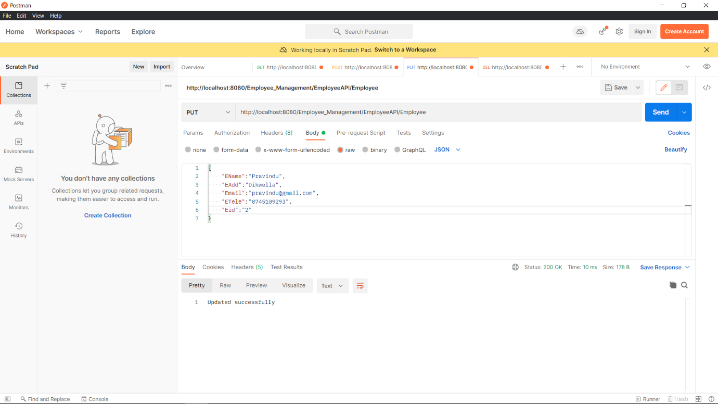 Postman
File Edit View Help
Home Workspaces Reports Explore Search Postman Sign In Create Account
Working locally in Scratch Pad. Switch to a Workspace
Scratch Pad New Import Overview GET http://localhost:808( POST http://localhost:808 PUT http://localhost:808( DEL http://localhost:808( No Environment
http://localhost:8080/Employee_Management/EmployeeAPI/Employee Save
Collections
PUT http://localhost:8080/Employee_Management/EmployeeAPI/Employee Send
APIs
Params Authorization Headers (8) Body Pre-request Script Tests Settings Cookies
Environments
none form-data x-www-form-urlencoded raw binary GraphQL JSON Beautify
Mock Servers
Monitors
History
You don't have any collections
Collections let you group related requests,
making them easier to access and run.
Create Collection
1 {
2 "EName":"Pravindu",
3 "EAdd":"Dikwella",
4 "Email":"pravindu@gmail.com",
5 "ETele":"0745109293",
6 "Eid":"2"
7 }
Body Cookies Headers (5) Test Results Status: 200 OK Time: 10 ms Size: 178 B Save Response
Pretty Raw Preview Visualize Text
1 Updated successfully
Find and Replace Console Runner Trash